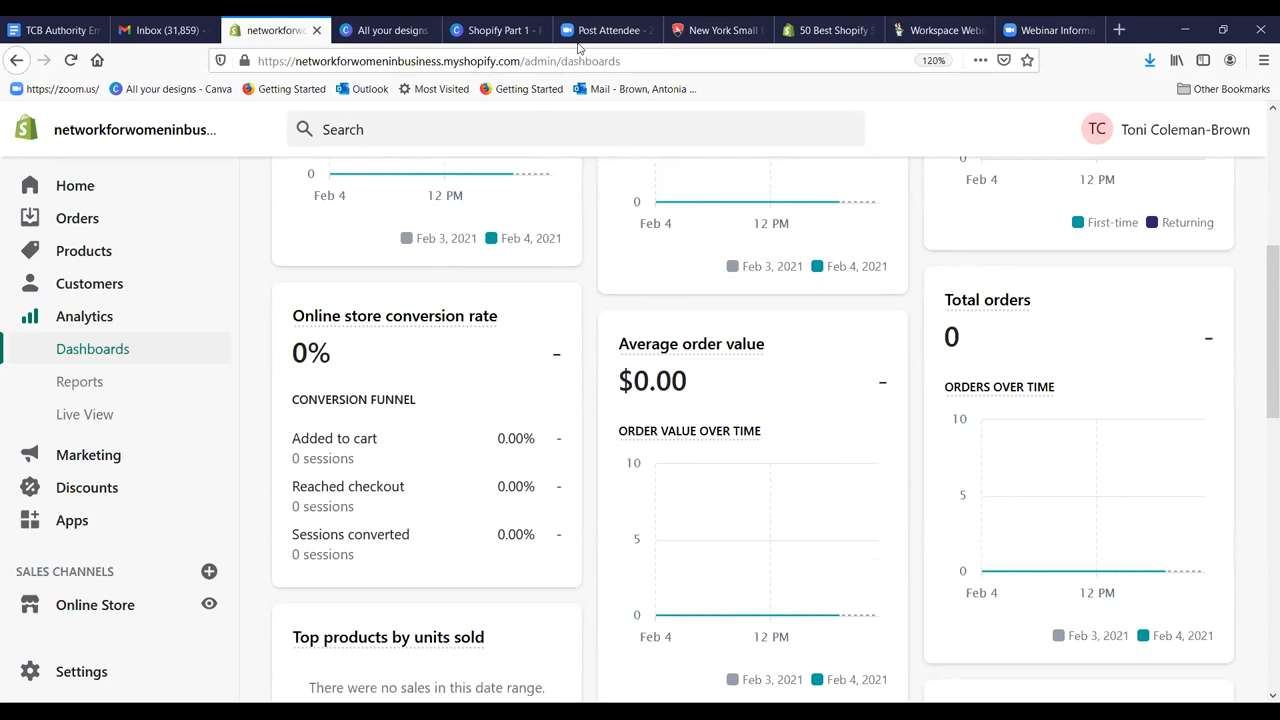 TCB Authority Em
Inbox (31,859)
networkforwo
All your designs
Shopify Part 1 -
Post Attendee - 2
New York Small
50 Best Shopify S
Workspace Web
Webinar Informa
https://networkforwomeninbusiness.myshopify.com/admin/dashboards
120%
https://zoom.us/
All your designs - Canva
Getting Started
Outlook
Most Visited
Getting Started
Mail - Brown, Antonia ...
Other Bookmarks
networkforwomeninbus...
Search
TC
Toni Coleman-Brown
Home
Orders
Products
Customers
Analytics
Dashboards
Reports
Live View
Marketing
Discounts
Apps
SALES CHANNELS
Online Store
Settings
0
Feb 4
12 PM
Feb 3, 2021
Feb 4, 2021
Online store conversion rate
0%
-
CONVERSION FUNNEL
Added to cart 0.00% -
0 sessions
Reached checkout 0.00% -
0 sessions
Sessions converted 0.00% -
0 sessions
Top products by units sold
There were no sales in this date range.
0
Feb 4
12 PM
Feb 3, 2021
Feb 4, 2021
Average order value
$0.00
-
ORDER VALUE OVER TIME
10
5
0
Feb 4
12 PM
Feb 3, 2021
Feb 4, 2021
0
Feb 4
12 PM
First-time
Returning
Total orders
0
-
ORDERS OVER TIME
10
5
0
Feb 4
12 PM
Feb 3, 2021
Feb 4, 2021